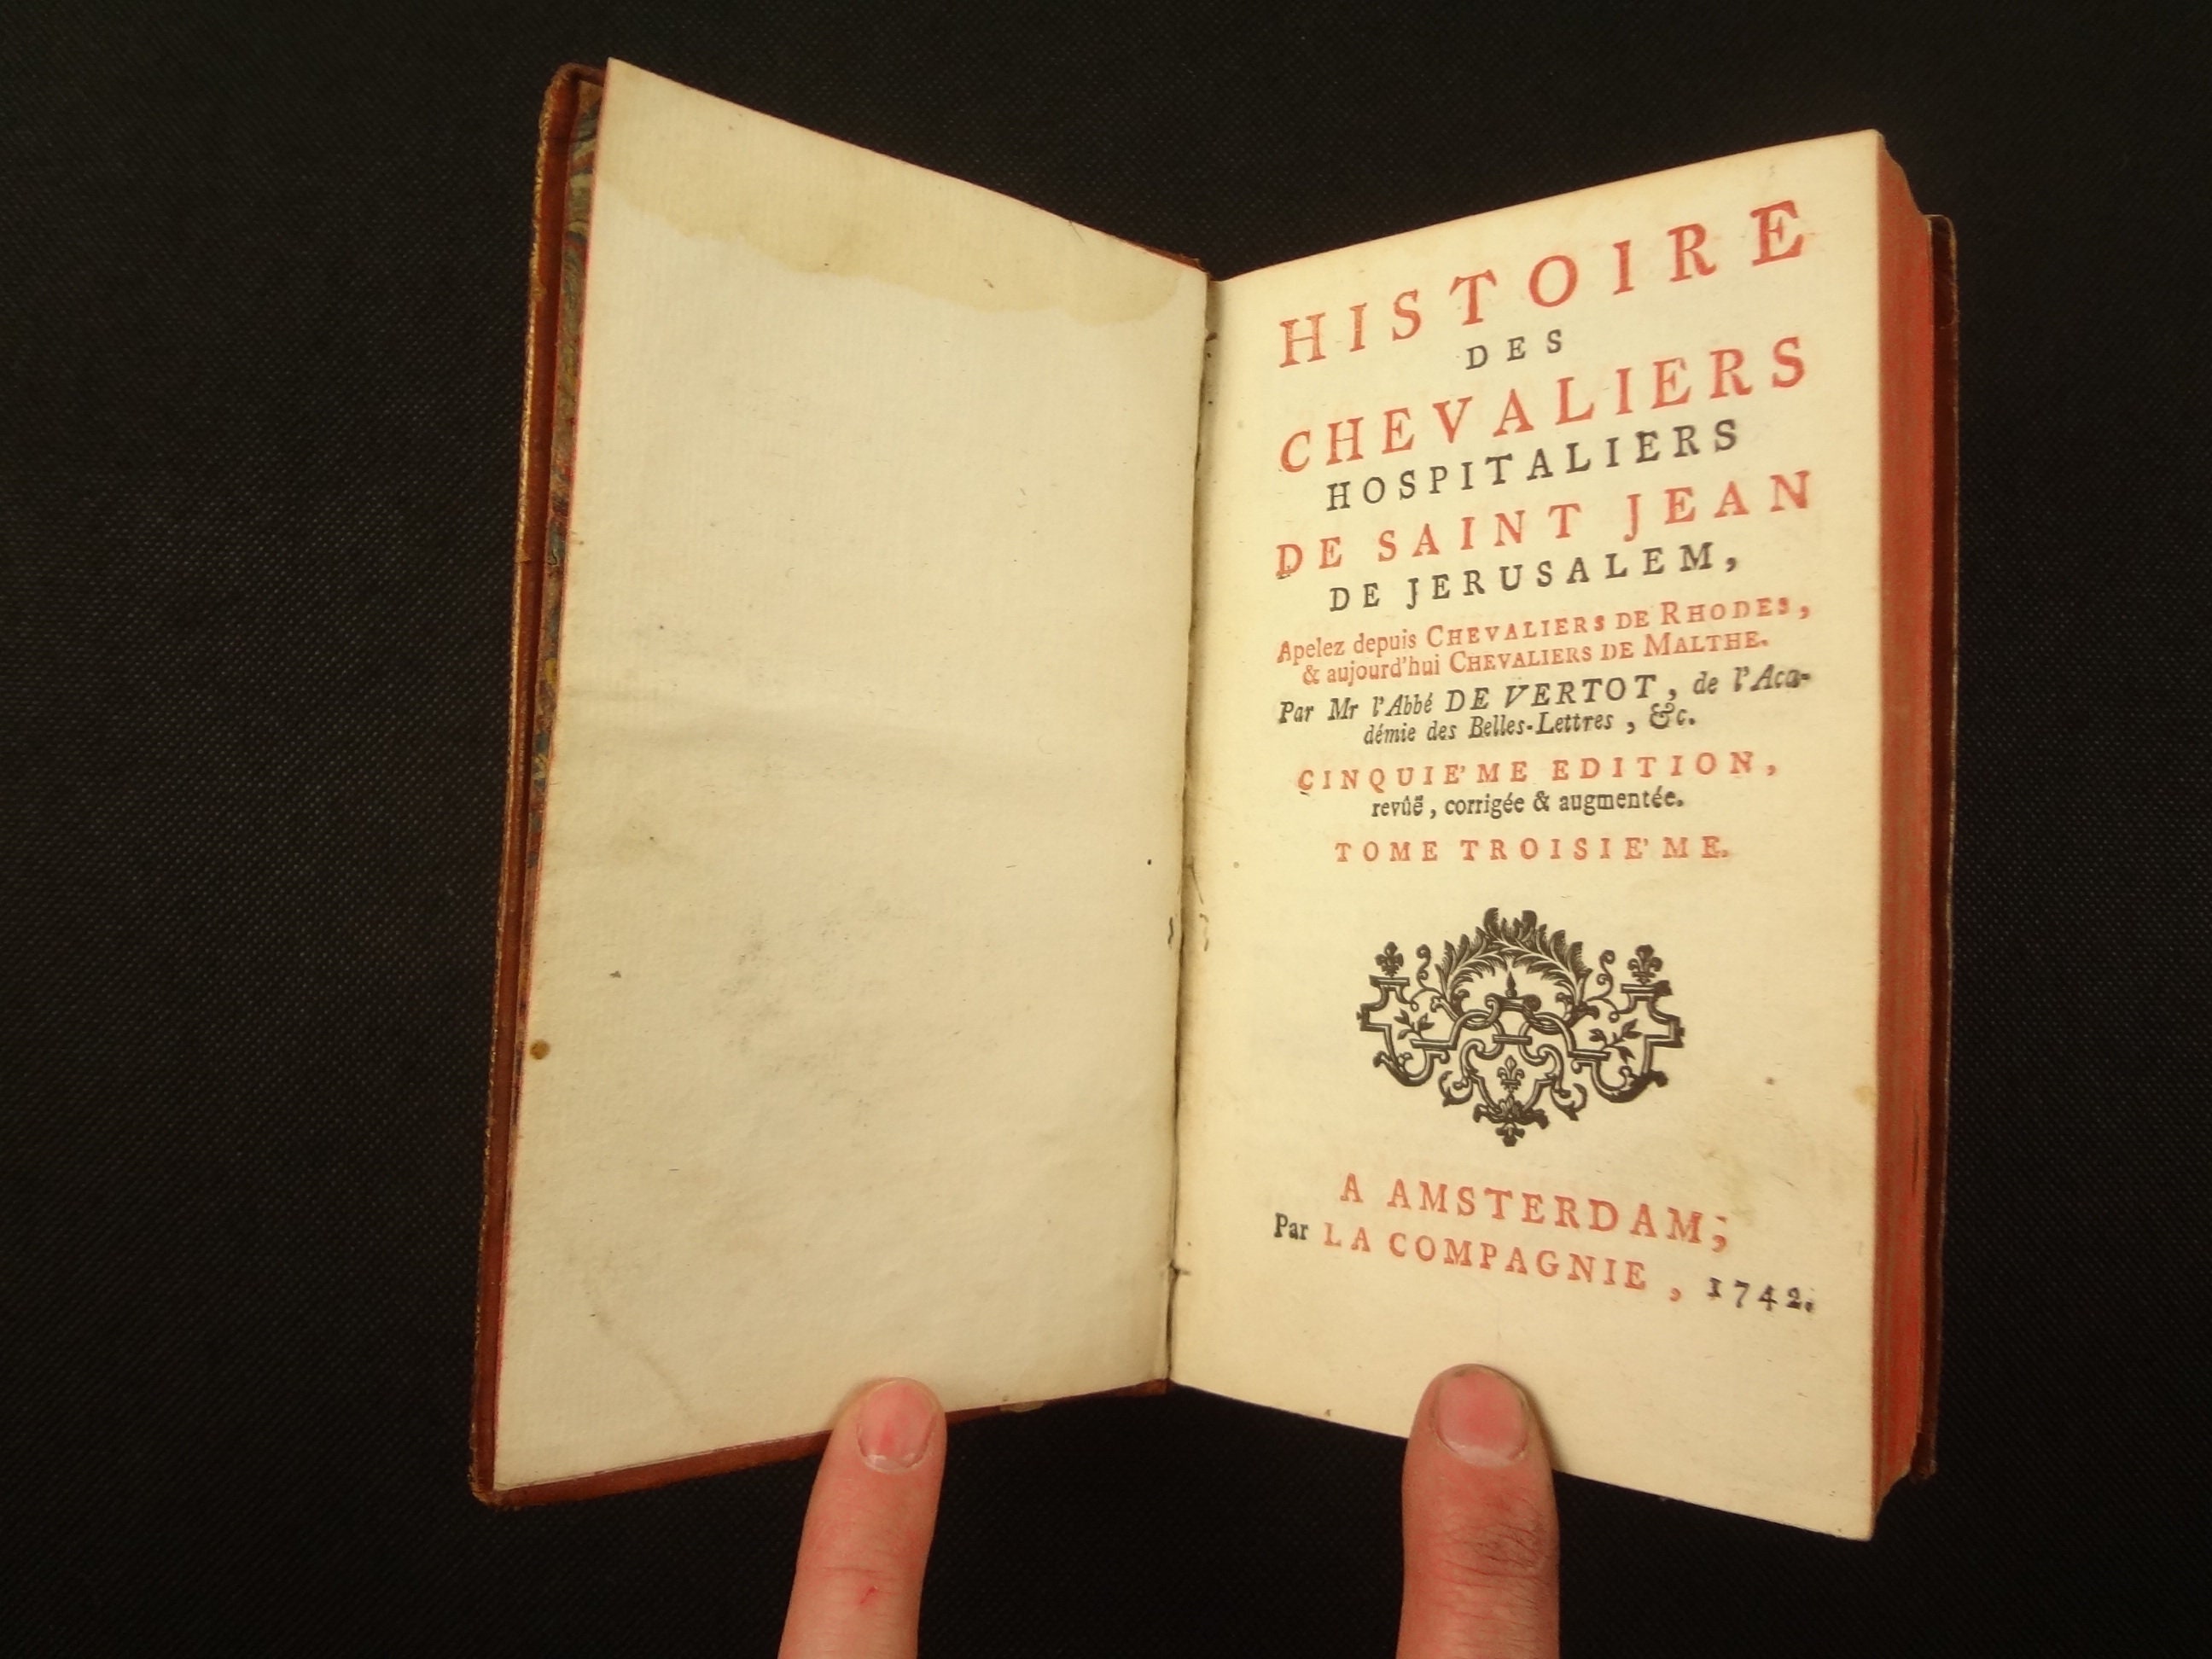 HISTOIRE
DES
CHEVALIERS
HOSPITALIERS
DE SAINT JEAN
DE JERUSALEM,
Apelez depuis CHEVALIERS DE RHODES,
& aujourd'hui CHEVALIERS DE MALTHE.
Par Mr l'Abbé DE VERTOT, de l'Aca-
démie des Belles-Lettres, &c.
CINQUIE'ME EDITION,
revûë, corrigée & augmentée.
TOME TROISIE'ME.
A AMSTERDAM;
Par LA COMPAGNIE, 1742.